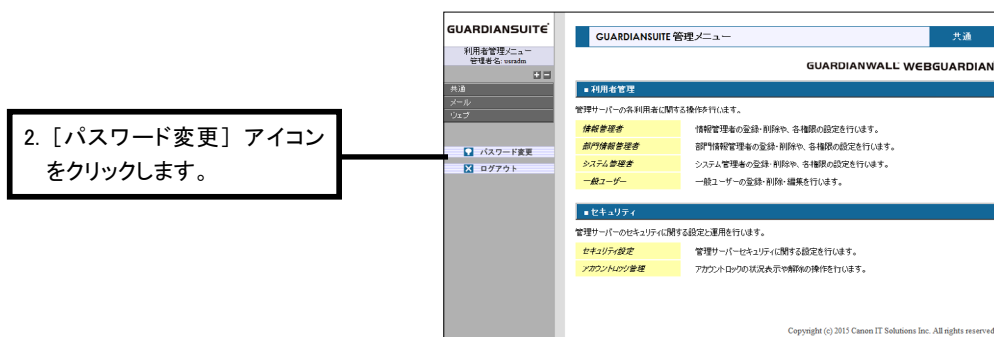 2. [パスワード変更] アイコン
をクリックします。
GUARDIANSUITE
利用者管理メニュー
管理者名: usradm
共通
メール
ウェブ
パスワード変更
ログアウト
GUARDIANSUITE 管理メニュー
共通
GUARDIANWALL WEBGUARDIAN
■利用者管理
管理サーバーの各利用者に関する操作を行います。
情報管理者 情報管理者の登録・削除や、各権限の設定を行います。
部門情報管理者 部門情報管理者の登録・削除や、各権限の設定を行います。
システム管理者 システム管理者の登録・削除や、各権限の設定を行います。
一般ユーザー 一般ユーザーの登録・削除・編集を行います。
■セキュリティ
管理サーバーのセキュリティに関する設定と運用を行います。
セキュリティ設定 管理サーバーセキュリティに関する設定を行います。
アカウントロック管理 アカウントロックの状況表示や解除の操作を行います。
Copyright (c) 2015 Canon IT Solutions Inc. All rights reserved